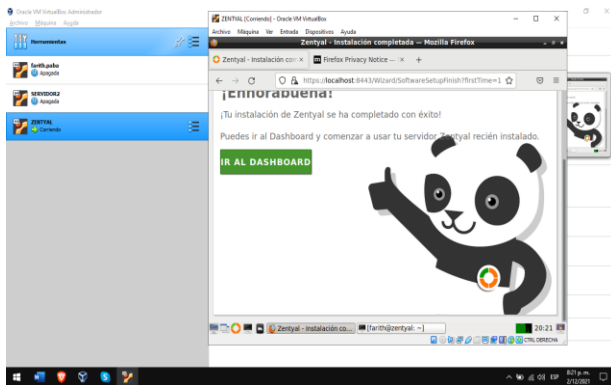 Oracle VM VirtualBox Administrador
Archivo Máquina Ayuda
Herramientas
farith.paba
Apagada
SERVIDOR2
Apagada
ZENTYAL
Corriendo
ZENTYAL [Corriendo] - Oracle VM VirtualBox
Archivo Máquina Ver Entrada Dispositivos Ayuda
Zentyal - Instalación completada — Mozilla Firefox
Zentyal - Instalación com
Firefox Privacy Notice —
https://localhost:8443/Wizard/SoftwareSetupFinish?firstTime=1
¡Enhorabuena!
¡Tu instalación de Zentyal se ha completado con éxito!
Puedes ir al Dashboard y comenzar a usar tu servidor Zentyal recién instalado.
IR AL DASHBOARD
Zentyal - Instalación co...
[farith@zentyal: ~]
20:21
CTRL DERECHA
ESP
8:21 p. m.
2/12/2021